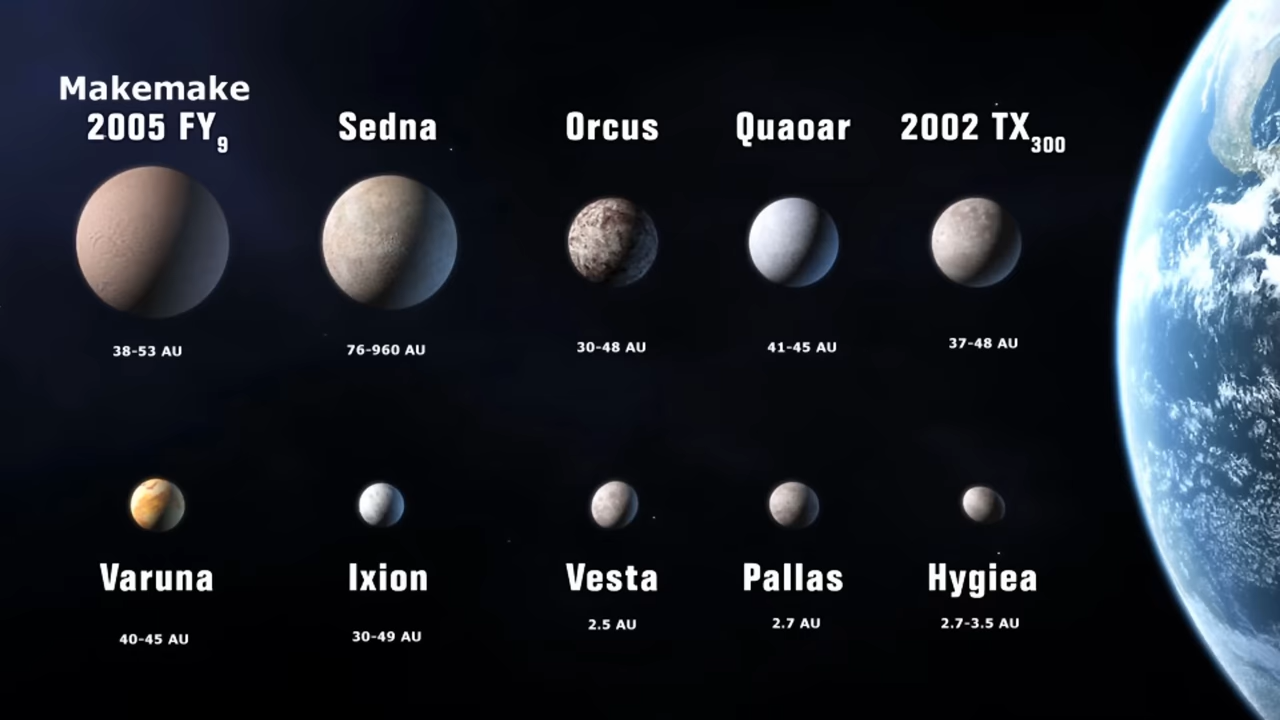 Makemake
2005 FY9
Sedna
Orcus
Quaoar
2002 TX300
38-53 AU
76-960 AU
30-48 AU
41-45 AU
37-48 AU
Varuna
Ixion
Vesta
Pallas
Hygiea
40-45 AU
30-49 AU
2.5 AU
2.7 AU
2.7-3.5 AU